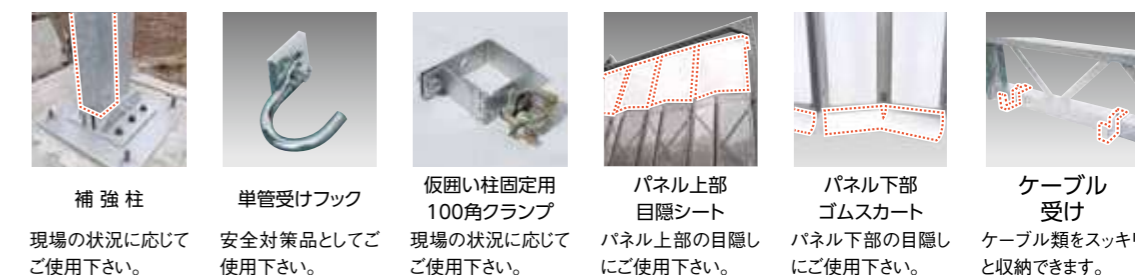 補強柱
現場の状況に応じて
ご使用下さい。
単管受けフック
安全対策品としてご
使用下さい。
仮囲い柱固定用
100角クランプ
現場の状況に応じて
ご使用下さい。
パネル上部
目隠シート
パネル上部の目隠し
にご使用下さい。
パネル下部
ゴムスカート
パネル下部の目隠し
にご使用下さい。
ケーブル
受け
ケーブル類をスッキリ
と収納できます。